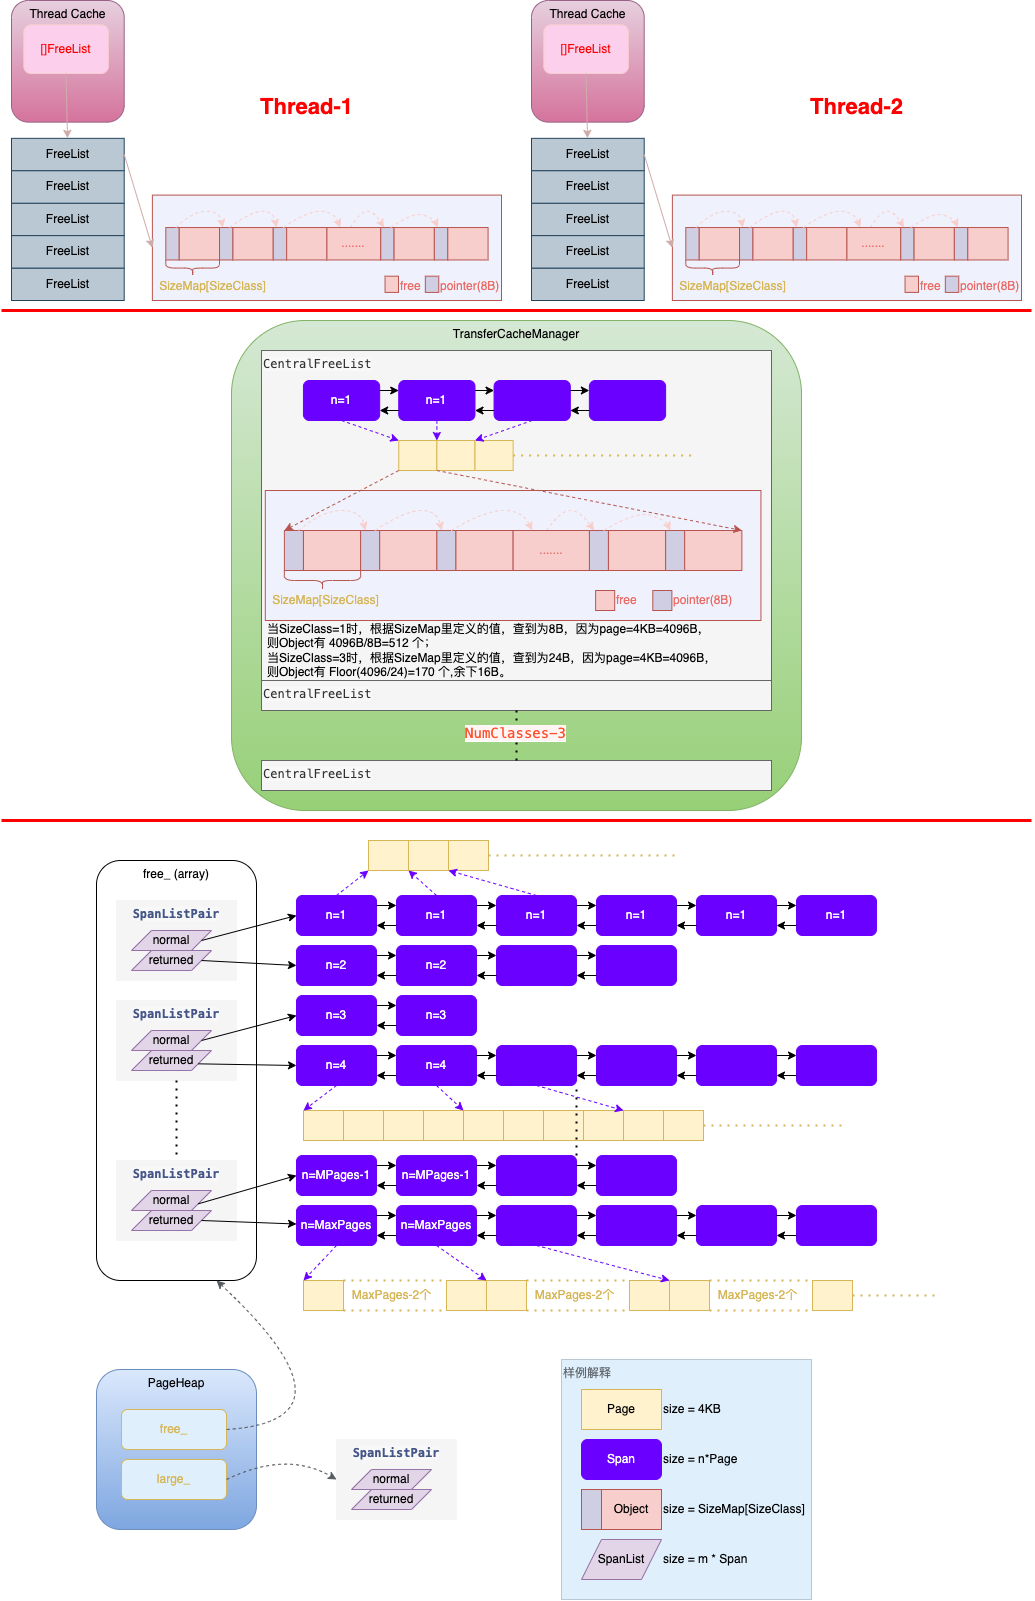 Thread Cache
[]FreeList
Thread-1
FreeList
FreeList
FreeList
FreeList
FreeList
.......
SizeMap[SizeClass]
free
pointer(8B)
Thread Cache
[]FreeList
Thread-2
FreeList
FreeList
FreeList
FreeList
FreeList
.......
SizeMap[SizeClass]
free
pointer(8B)
TransferCacheManager
CentralFreeList
n=1
n=1
.......
SizeMap[SizeClass]
free
pointer(8B)
当SizeClass=1时，根据SizeMap里定义的值，查到为8B，因为page=4KB=4096B，
则Object有 4096B/8B=512 个；
当SizeClass=3时，根据SizeMap里定义的值，查到为24B，因为page=4KB=4096B，
则Object有 Floor(4096/24)=170 个,余下16B。
CentralFreeList
NumClasses-3
CentralFreeList
free_ (array)
SpanListPair
normal
returned
n=1
n=1
n=1
n=1
n=1
n=1
n=2
n=2
SpanListPair
normal
returned
n=3
n=3
n=4
n=4
SpanListPair
normal
returned
n=MPages-1
n=MPages-1
n=MaxPages
n=MaxPages
MaxPages-2个
MaxPages-2个
MaxPages-2个
PageHeap
free_
large_
SpanListPair
normal
returned
样例解释
Page
size = 4KB
Span
size = n*Page
Object
size = SizeMap[SizeClass]
SpanList
size = m * Span